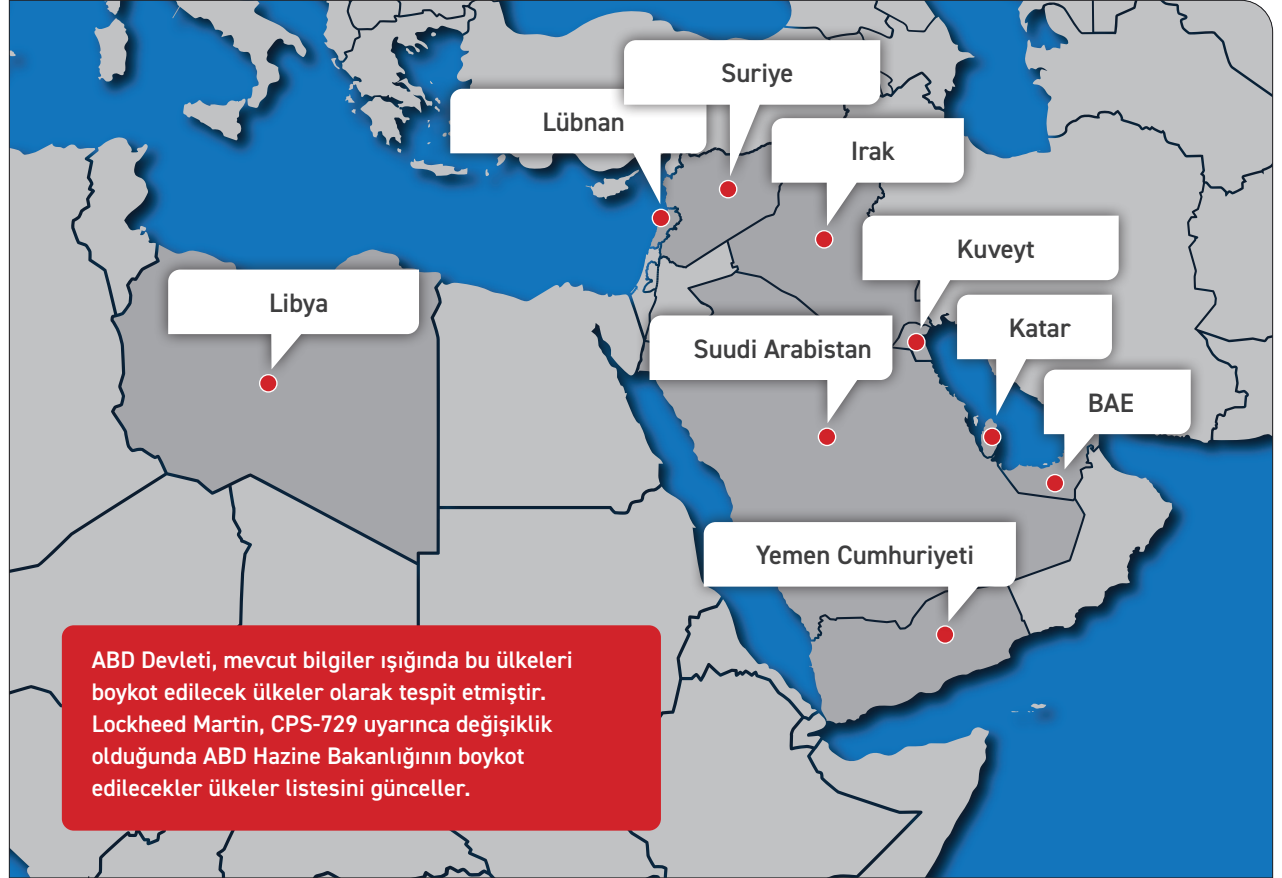 Suriye
Lübnan
Irak
Kuveyt
Libya
Katar
Suudi Arabistan
BAE
Yemen Cumhuriyeti
ABD Devleti, mevcut bilgiler ışığında bu ülkeleri
boykot edilecek ülkeler olarak tespit etmiştir.
Lockheed Martin, CPS-729 uyarınca değişiklik
olduğunda ABD Hazine Bakanlığının boykot
edilecekler ülkeler listesini günceller.